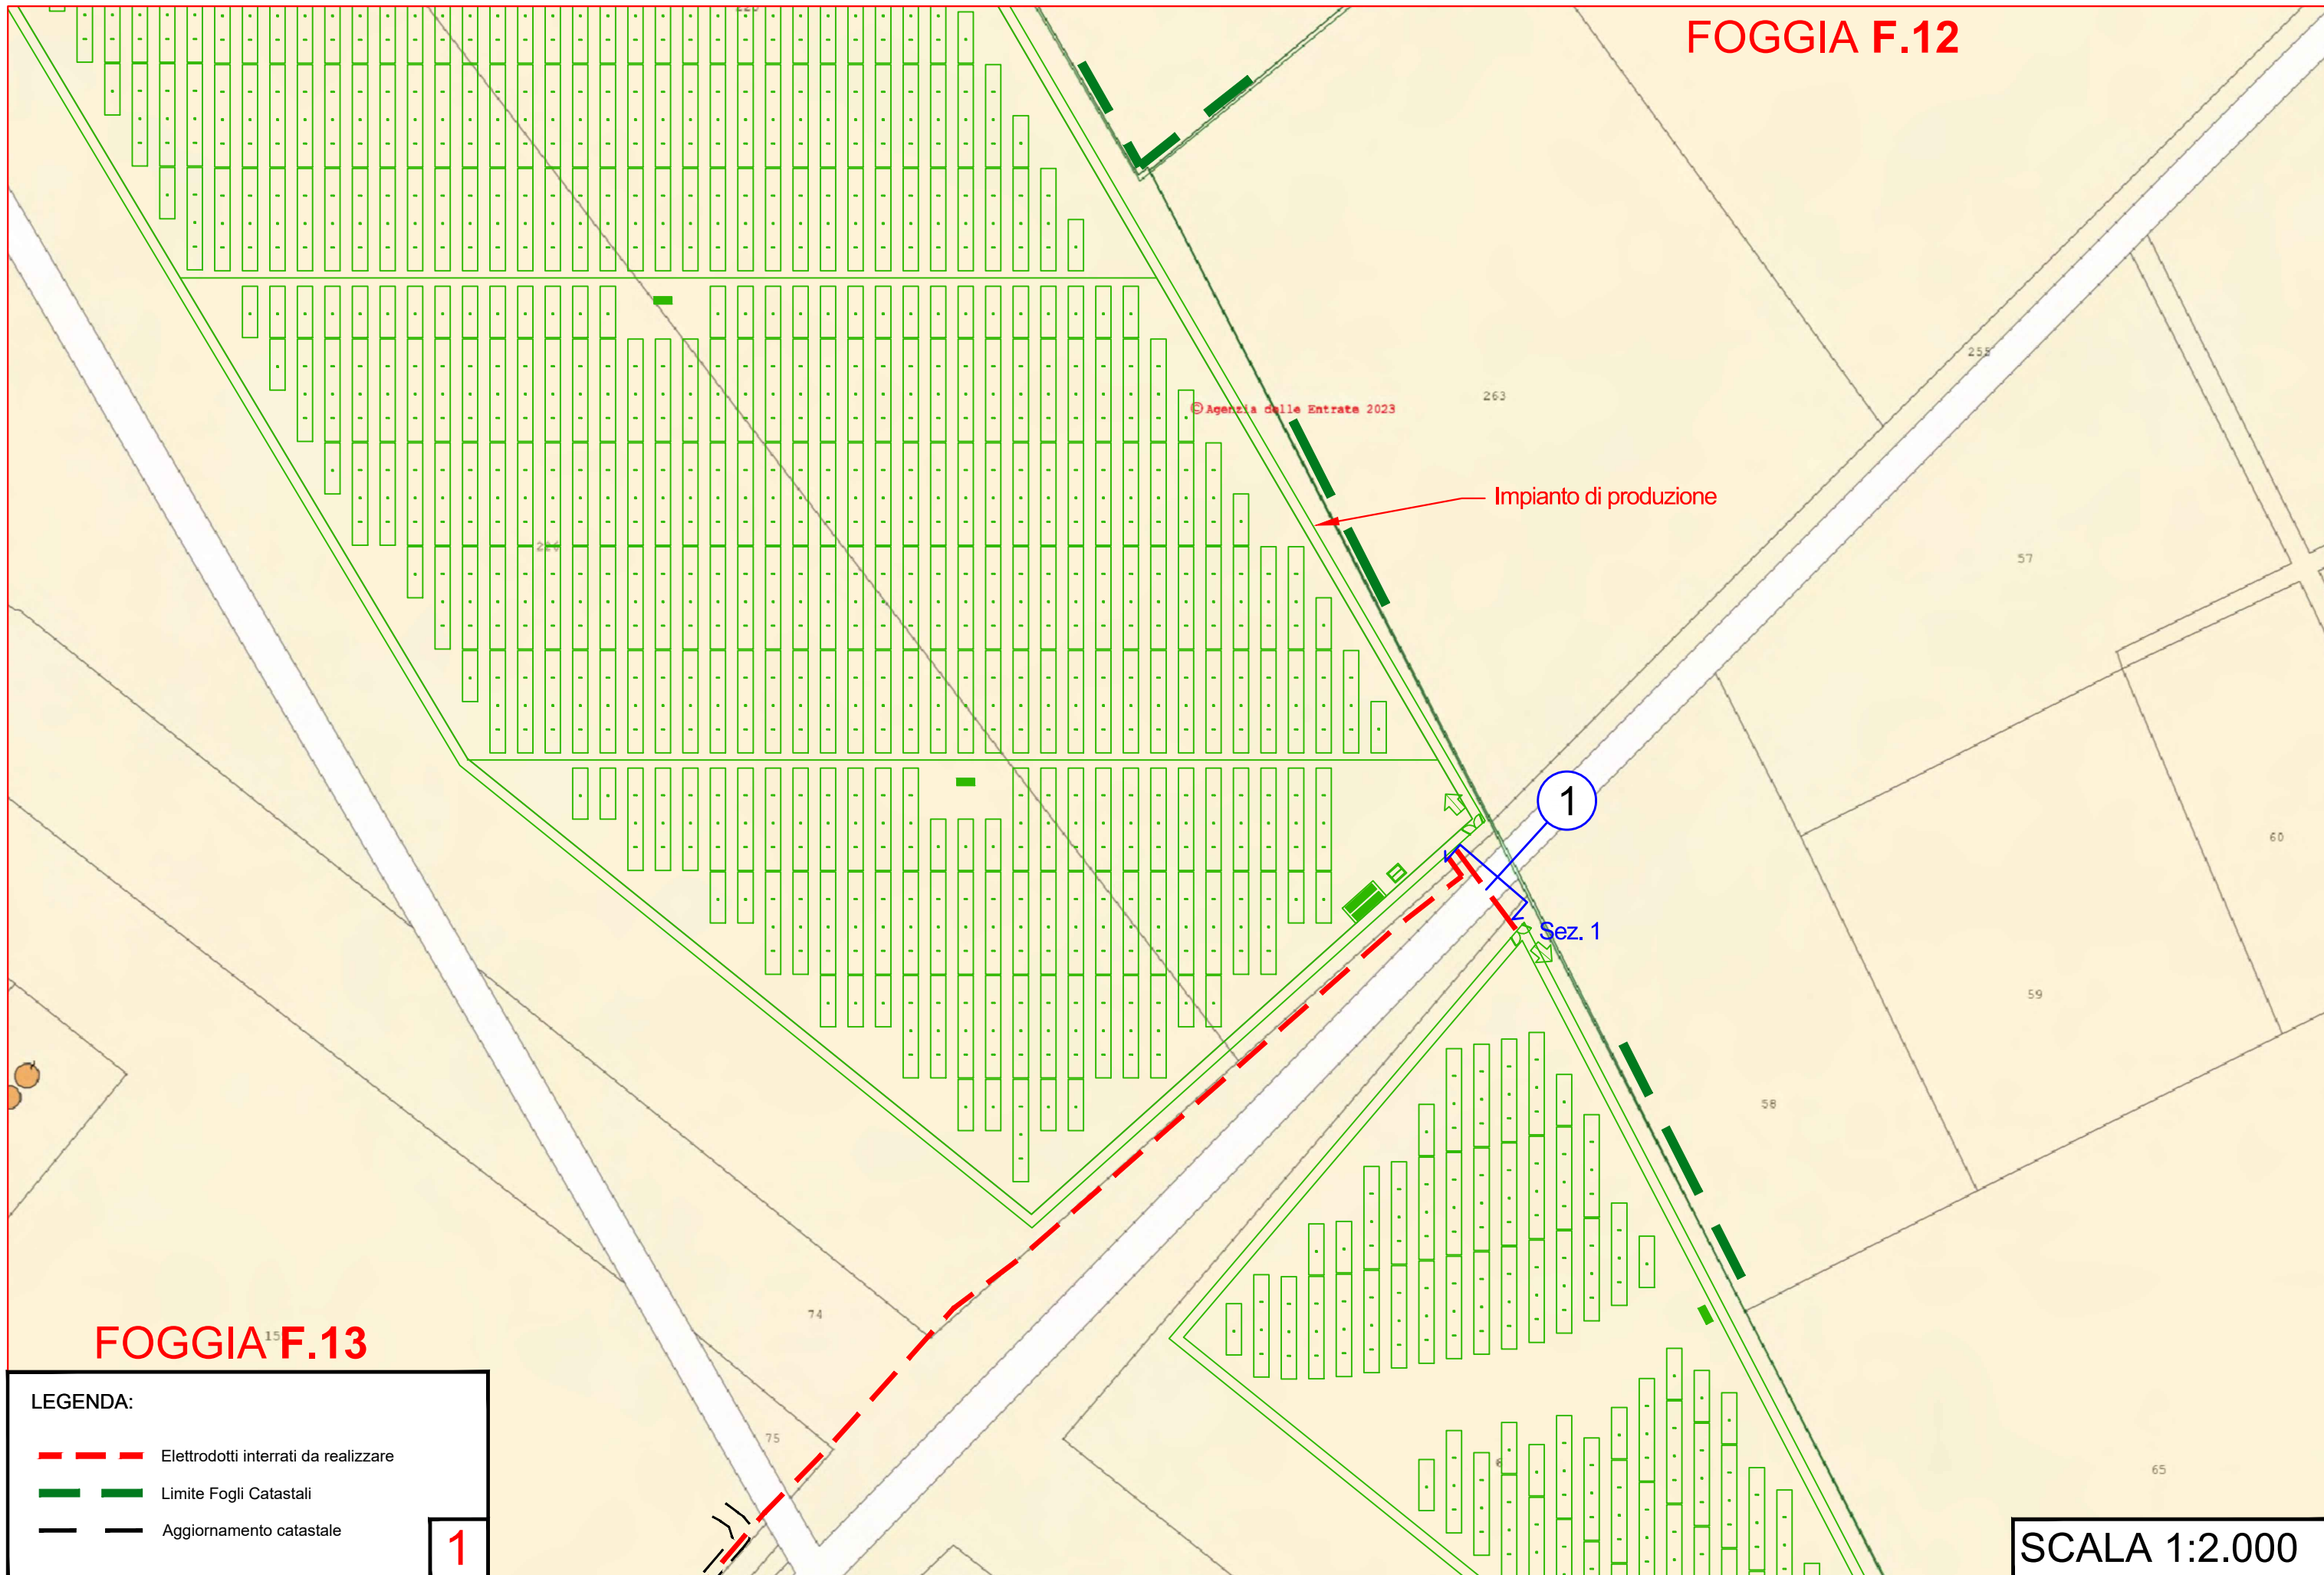 FOGGIA F.12
255
263
© Agenzia delle Entrate 2023
Impianto di produzione
226
57
1
60
Sez. 1
59
58
74
FOGGIA F.13
75
65
LEGENDA:
Elettrodotti interrati da realizzare
Limite Fogli Catastali
Aggiornamento catastale
1
SCALA 1:2.000